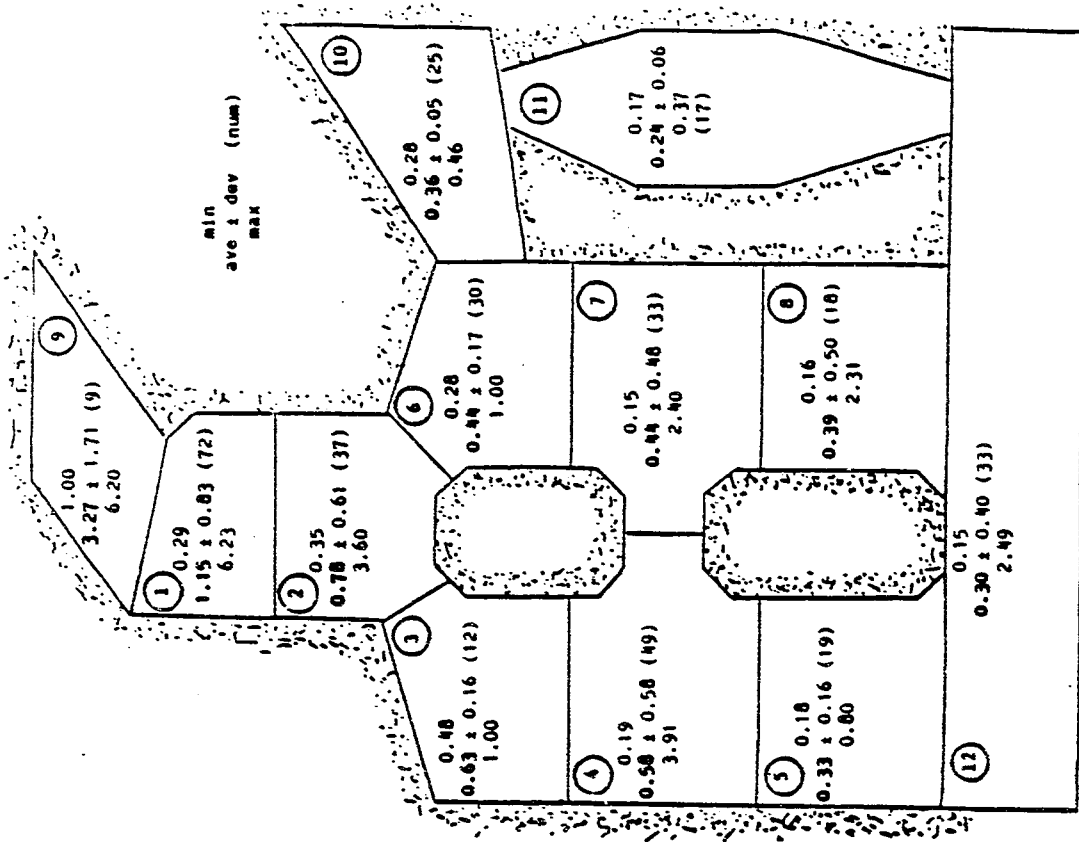 min
ave ± dev (num)
max
9
1.00
3.27 ± 1.71 (9)
6.20
1
0.29
1.15 ± 0.83 (72)
6.23
2
0.35
0.78 ± 0.61 (37)
3.60
3
0.48
0.63 ± 0.16 (12)
1.00
4
0.19
0.58 ± 0.58 (49)
3.91
5
0.18
0.33 ± 0.16 (19)
0.80
6
0.28
0.44 ± 0.17 (30)
1.00
7
0.15
0.44 ± 0.48 (33)
2.40
8
0.16
0.39 ± 0.50 (18)
2.31
10
0.28
0.36 ± 0.05 (25)
0.46
11
0.17
0.24 ± 0.06
0.37
(17)
12
0.15
0.30 ± 0.40 (33)
2.49